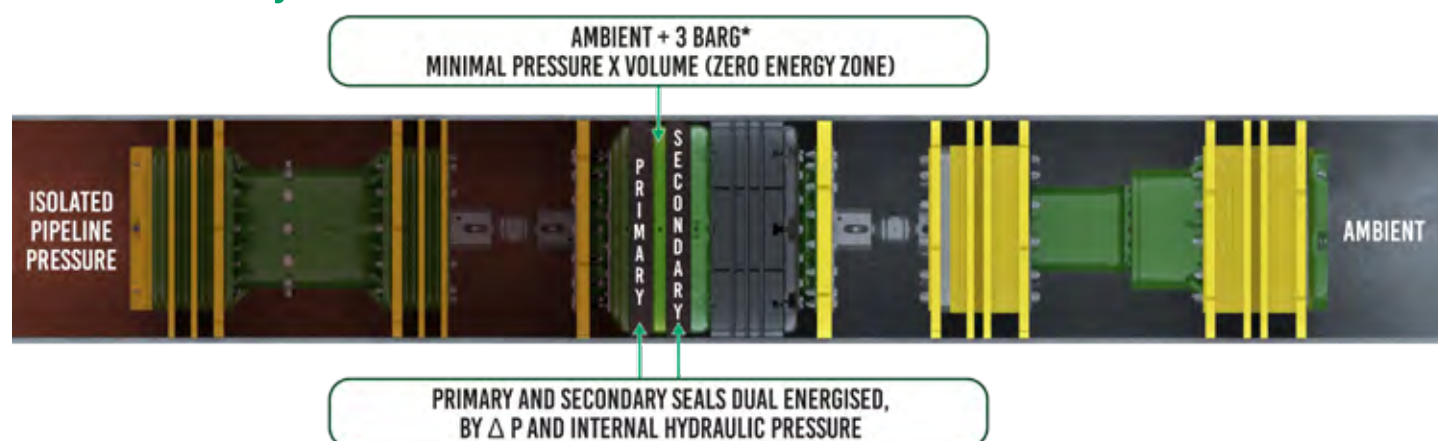 AMBIENT + 3 BARG*
MINIMAL PRESSURE X VOLUME (ZERO ENERGY ZONE)
ISOLATED
PIPELINE
PRESSURE
PRIMARY
SECONDARY
AMBIENT
PRIMARY AND SECONDARY SEALS DUAL ENERGISED,
BY Δ P AND INTERNAL HYDRAULIC PRESSURE